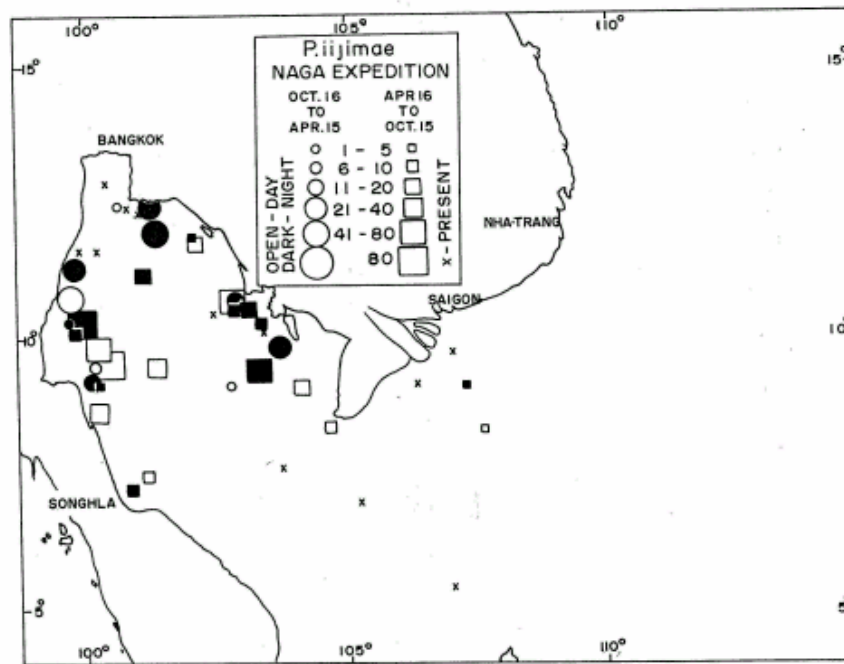 100°
105°
110°
15°
15°
P. iijimae
NAGA EXPEDITION
OCT. 16
TO
APR. 15
APR 16
TO
OCT. 15
1 - 5
6 - 10
11 - 20
21 - 40
41 - 80
80
OPEN - DAY
DARK - NIGHT
x - PRESENT
BANGKOK
NHA-TRANG
SAIGON
10°
10
SONGHLA
5°
5
100°
105°
110°